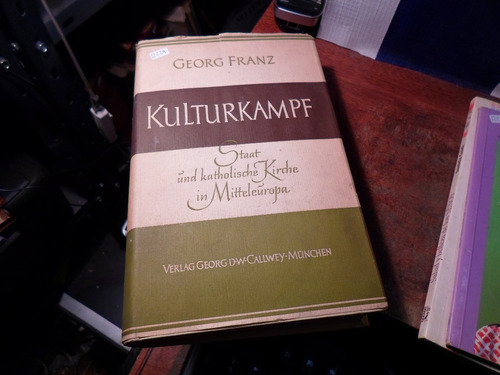 GEORG FRANZ
KULTURKAMPF
Staat
und katholische Kirche
in Mitteleuropa
VERLAG GEORG D·W·CALLWEY·MÜNCHEN